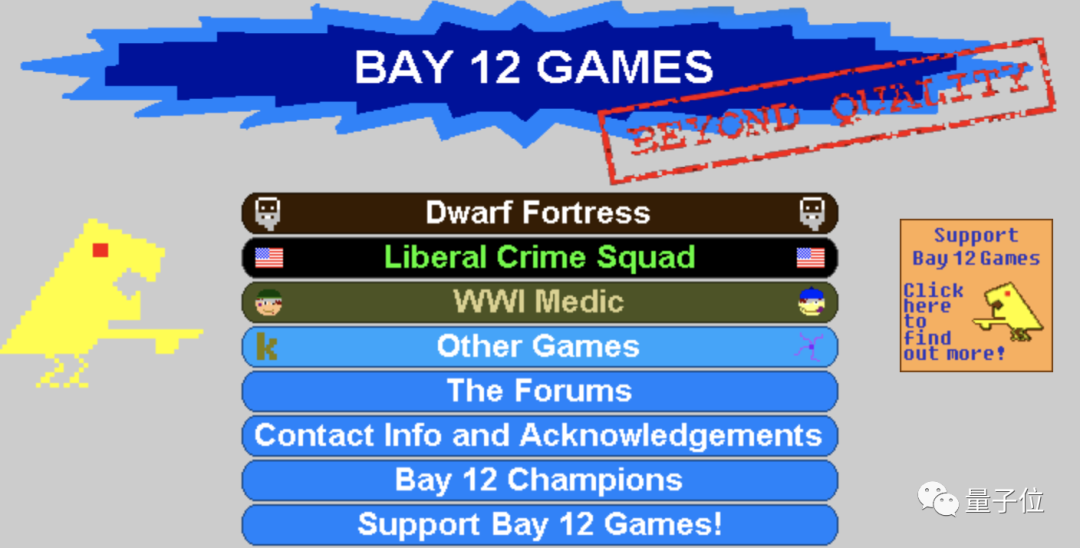 BAY 12 GAMES
BEYOND QUALITY
Dwarf Fortress
Liberal Crime Squad
WWI Medic
k
Other Games
The Forums
Contact Info and Acknowledgements
Bay 12 Champions
Support Bay 12 Games!
Support
Bay 12 Games
Click
here
to
find
out more!
量子位